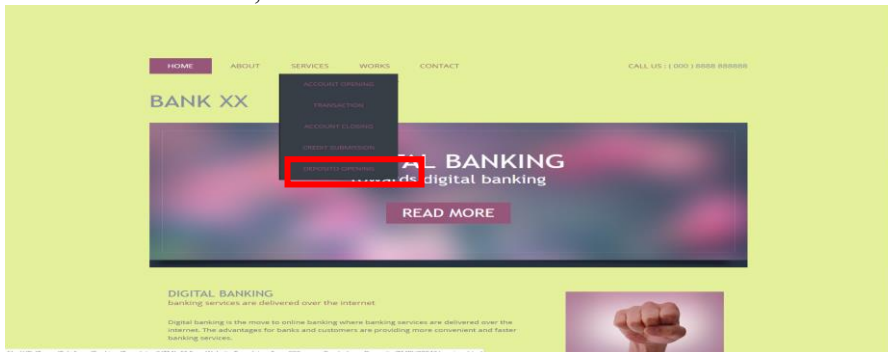 HOME ABOUT SERVICES WORKS CONTACT CALL US : ( 000 ) 8888 888888
ACCOUNT OPENING
BANK XX
TRANSACTION
ACCOUNT CLOSING
CREDIT SUBMISSION
DEPOSITO OPENING
AL BANKING
towards digital banking
READ MORE
DIGITAL BANKING
banking services are delivered over the internet
Digital banking is the move to online banking where banking services are delivered over the
internet. The advantages for banks and customers are providing more convenient and faster
banking services.